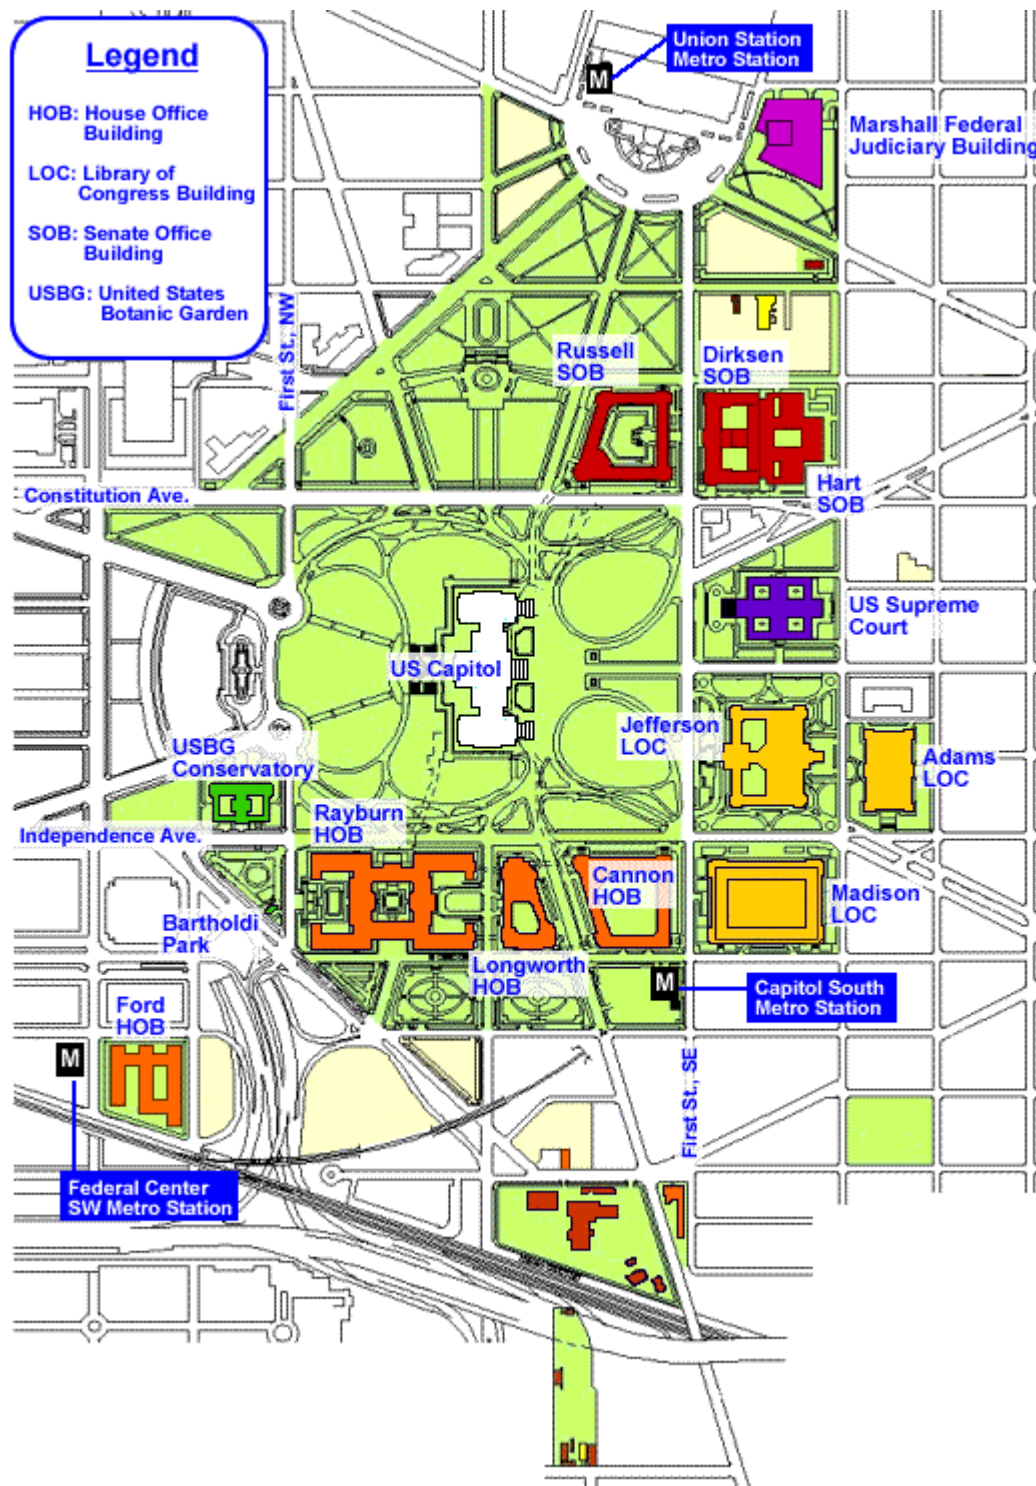 Legend
HOB: House Office
Building
LOC: Library of
Congress Building
SOB: Senate Office
Building
USBG: United States
Botanic Garden
Union Station
Metro Station
M
Marshall Federal
Judiciary Building
First St., NW
Russell
SOB
Dirksen
SOB
Hart
SOB
Constitution Ave.
US Supreme
Court
US Capitol
Jefferson
LOC
Adams
LOC
USBG
Conservatory
Independence Ave.
Rayburn
HOB
Cannon
HOB
Madison
LOC
Bartholdi
Park
Longworth
HOB
M
Capitol South
Metro Station
Ford
HOB
M
First St., SE
Federal Center
SW Metro Station